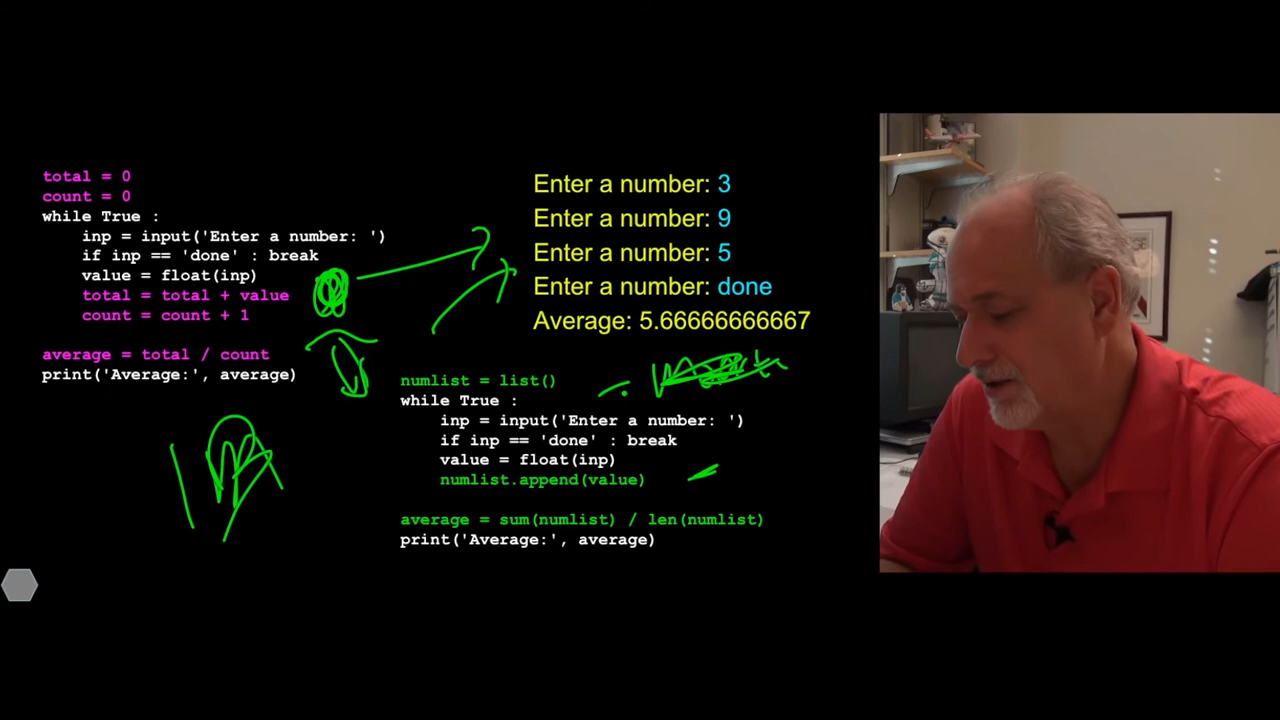 total = 0
count = 0
while True :
    inp = input('Enter a number: ')
    if inp == 'done' : break
    value = float(inp)
    total = total + value
    count = count + 1

average = total / count
print('Average:', average)

Enter a number: 3
Enter a number: 9
Enter a number: 5
Enter a number: done
Average: 5.66666666667

numlist = list()
while True :
    inp = input('Enter a number: ')
    if inp == 'done' : break
    value = float(inp)
    numlist.append(value)

average = sum(numlist) / len(numlist)
print('Average:', average)